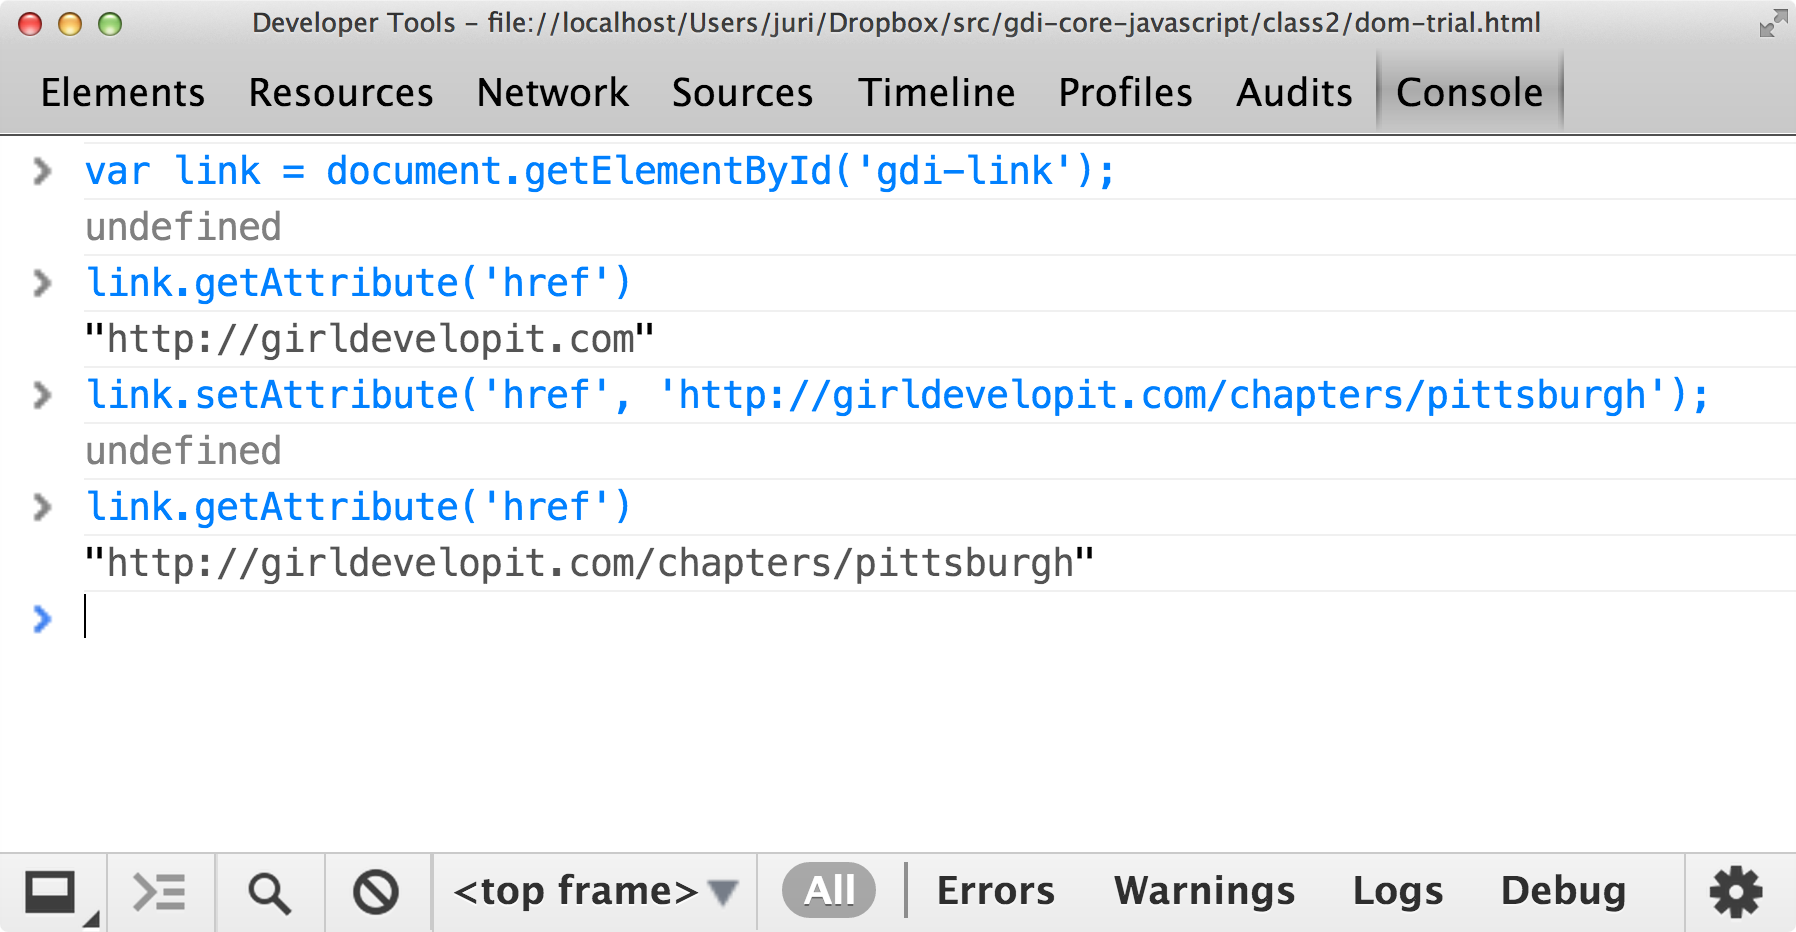 Developer Tools – file://localhost/Users/juri/Dropbox/src/gdi-core-javascript/class2/dom-trial.html
Elements Resources Network Sources Timeline Profiles Audits Console
var link = document.getElementById('gdi-link');
undefined
link.getAttribute('href')
"http://girldevelopit.com"
link.setAttribute('href', 'http://girldevelopit.com/chapters/pittsburgh');
undefined
link.getAttribute('href')
"http://girldevelopit.com/chapters/pittsburgh"
<top frame> All Errors Warnings Logs Debug